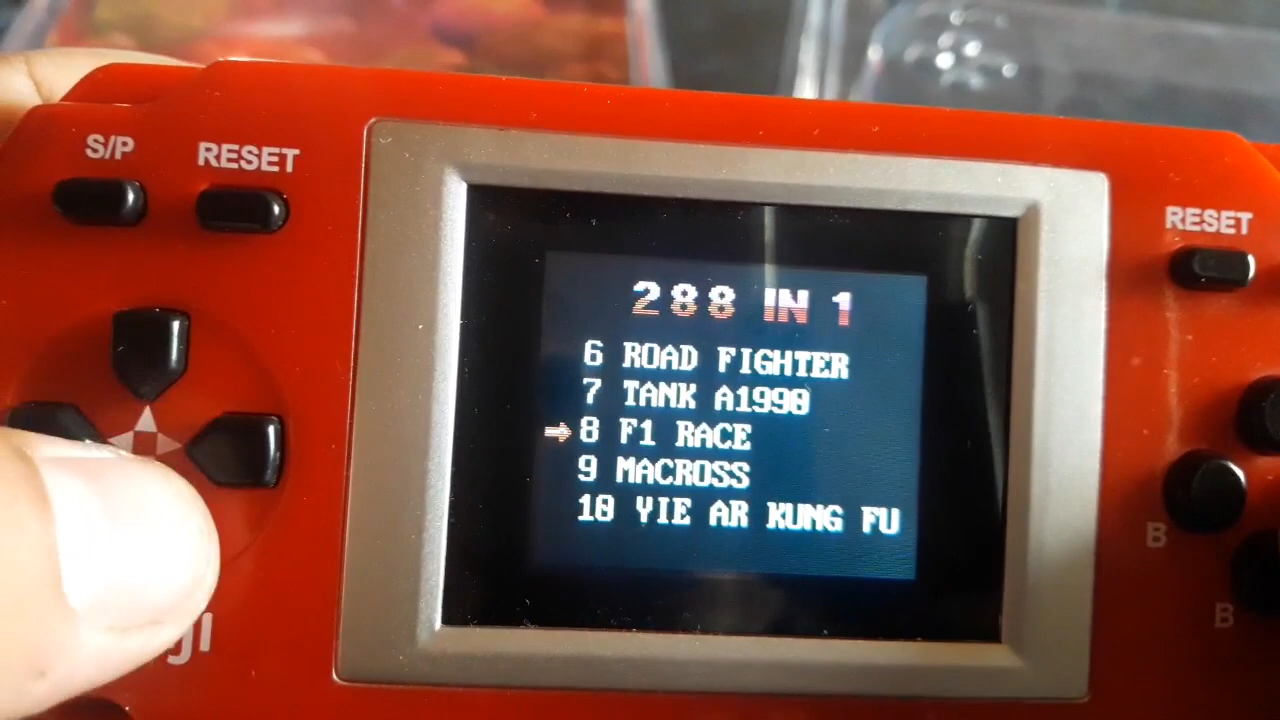 S/P
RESET
RESET
288 IN 1
6 ROAD FIGHTER
7 TANK A1990
8 F1 RACE
9 MACROSS
10 YIE AR KUNG FU
B
B